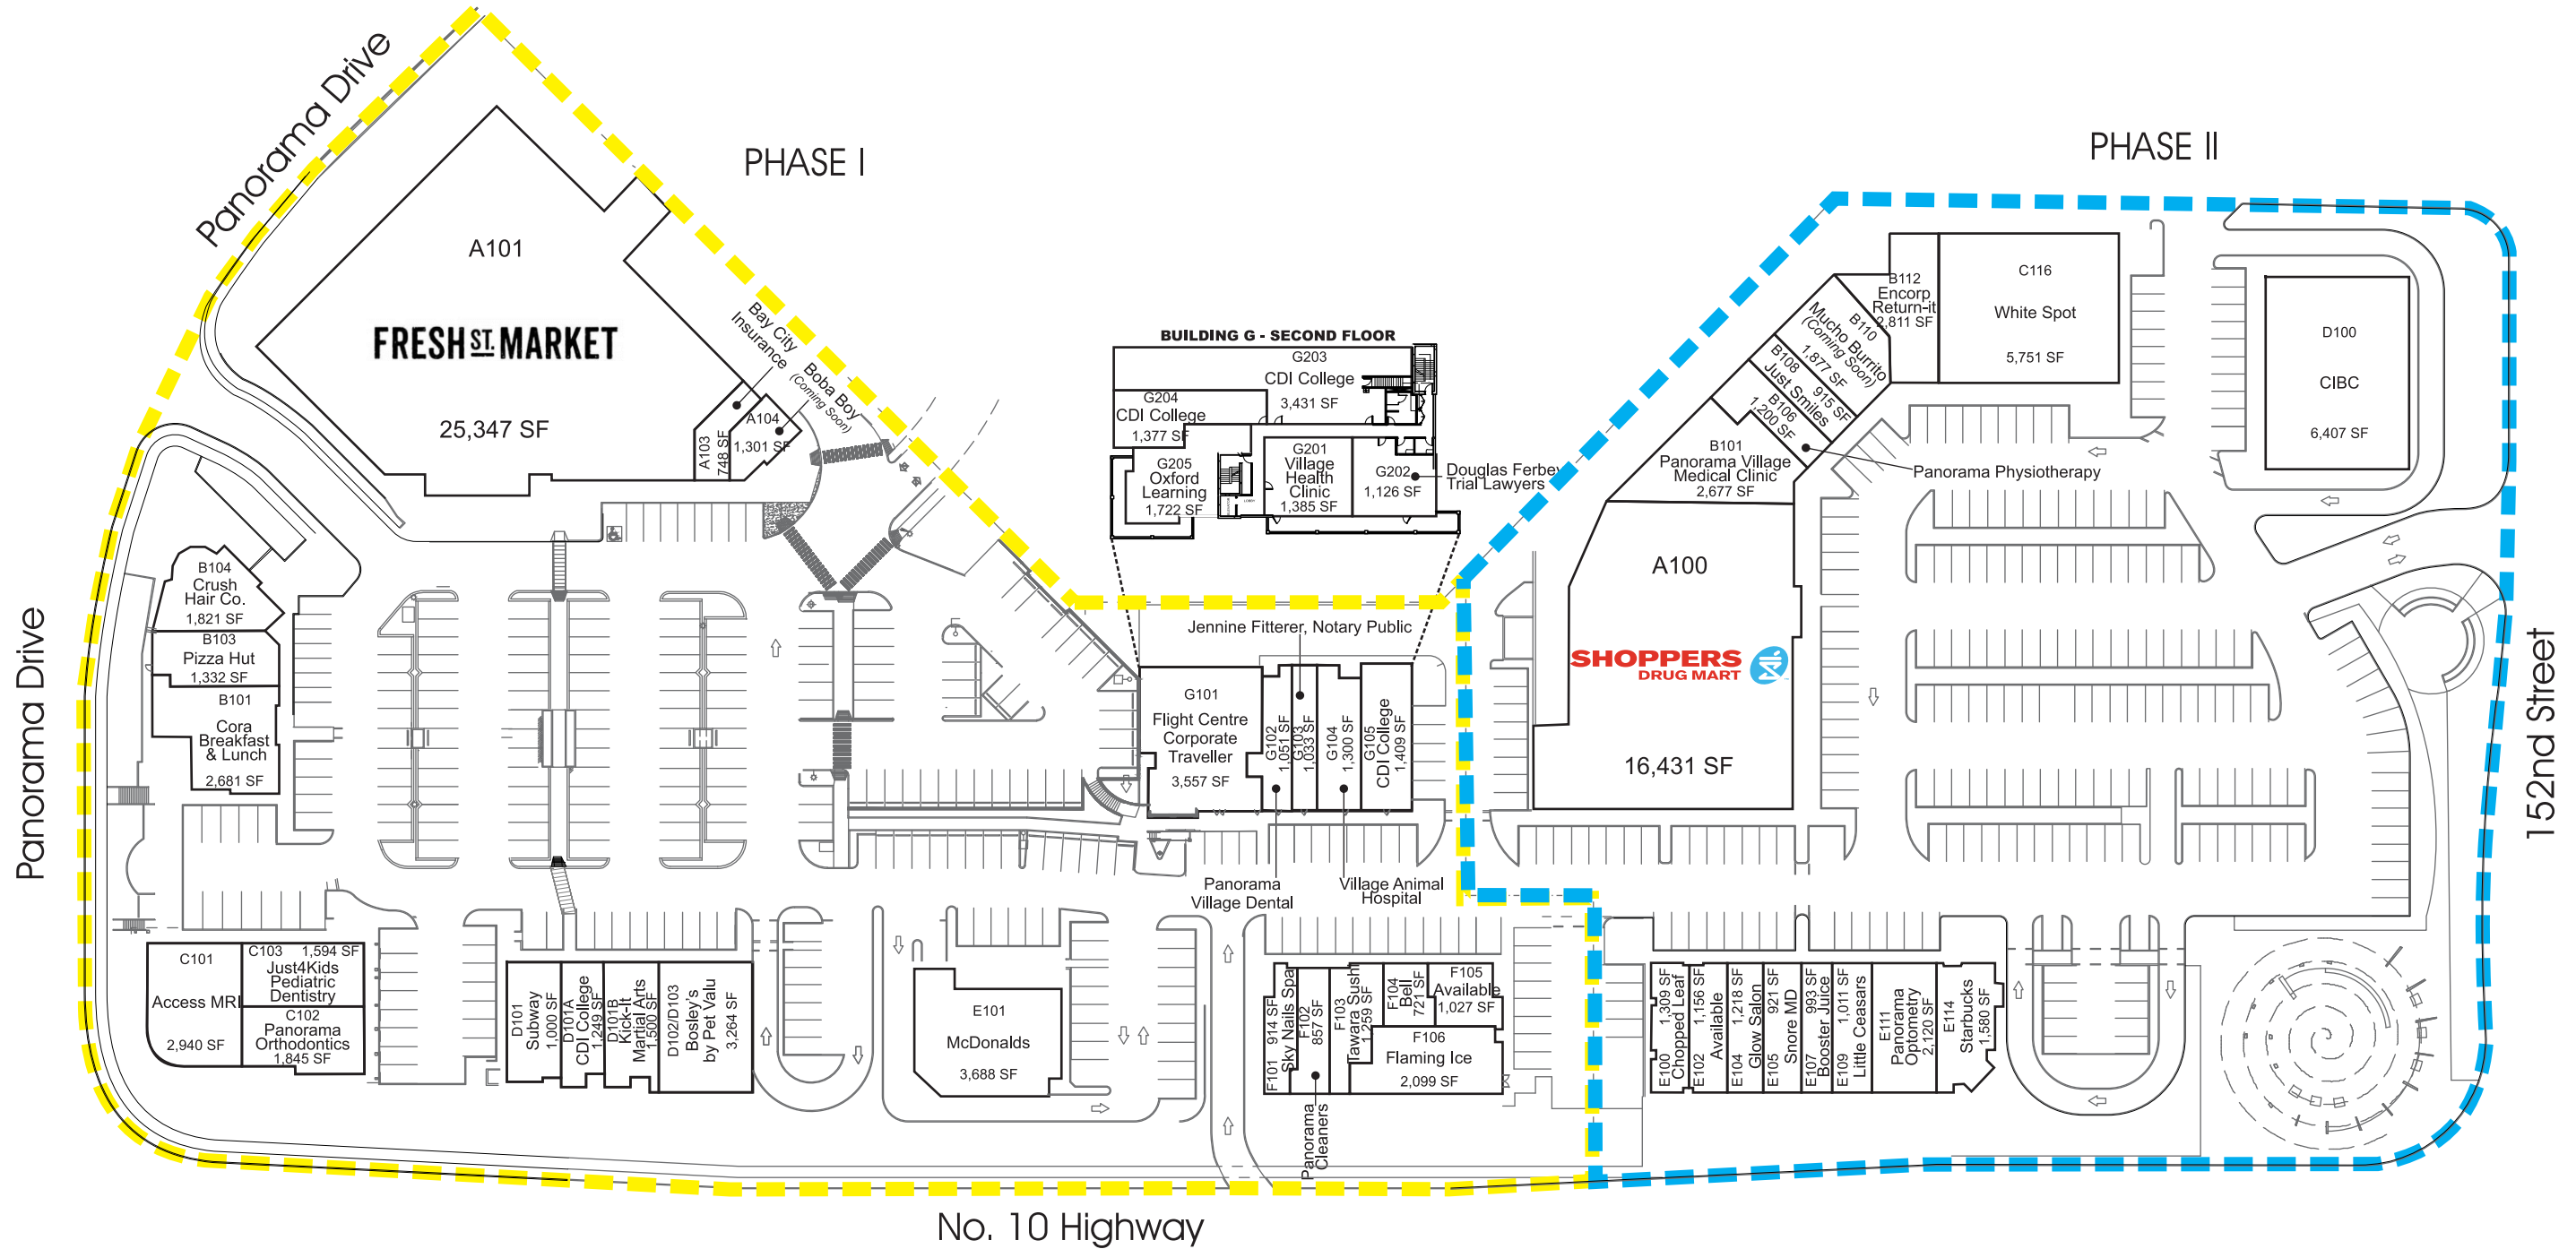 Panorama Drive
PHASE I
PHASE II
A101
FRESH ST. MARKET
25,347 SF
Bay City
Insurance
A103
748 SF
Boba Boy
(Coming Soon)
A104
1,301 SF
BUILDING G - SECOND FLOOR
G203
CDI College
3,431 SF
G204
CDI College
1,377 SF
G205
Oxford
Learning
1,722 SF
G201
Village
Health
Clinic
1,385 SF
G202
1,126 SF
Douglas Ferbey
Trial Lawyers
B112
Encorp
Return-it
2,811 SF
C116
White Spot
5,751 SF
D100
CIBC
6,407 SF
B110
Mucho Burrito
(Coming Soon)
1,877 SF
B108
Just Smiles
915 SF
B106
1,200 SF
Panorama Physiotherapy
B101
Panorama Village
Medical Clinic
2,677 SF
A100
SHOPPERS
DRUG MART
16,431 SF
Panorama Drive
B104
Crush
Hair Co.
1,821 SF
B103
Pizza Hut
1,332 SF
B101
Cora
Breakfast
& Lunch
2,681 SF
Jennine Fitterer, Notary Public
G101
Flight Centre
Corporate
Traveller
3,557 SF
G102
1,051 SF
G103
1,033 SF
G104
1,300 SF
G105
CDI College
1,409 SF
Panorama
Village Dental
Village Animal
Hospital
152nd Street
C101
Access MRI
2,940 SF
C103 1,594 SF
Just4Kids
Pediatric
Dentistry
C102
Panorama
Orthodontics
1,845 SF
D101
Subway
1,000 SF
D101A
CDI College
1,249 SF
D101B
Kick-It
Martial Arts
1,500 SF
D102/D103
Bosley's
by Pet Valu
3,264 SF
E101
McDonalds
3,688 SF
F101 914 SF
Sky Nails Spa
F102
857 SF
Panorama
Cleaners
F103
Tawara Sushi
1,259 SF
F104
Bell
721 SF
F105
Available
1,027 SF
F106
Flaming Ice
2,099 SF
E100 1,309 SF
Chopped Leaf
E102 1,156 SF
Available
E104 1,218 SF
Glow Salon
E105 921 SF
Snore MD
E107 993 SF
Booster Juice
E109 1,011 SF
Little Ceasars
E111
Panorama
Optometry
2,120 SF
E114
Starbucks
1,580 SF
No. 10 Highway